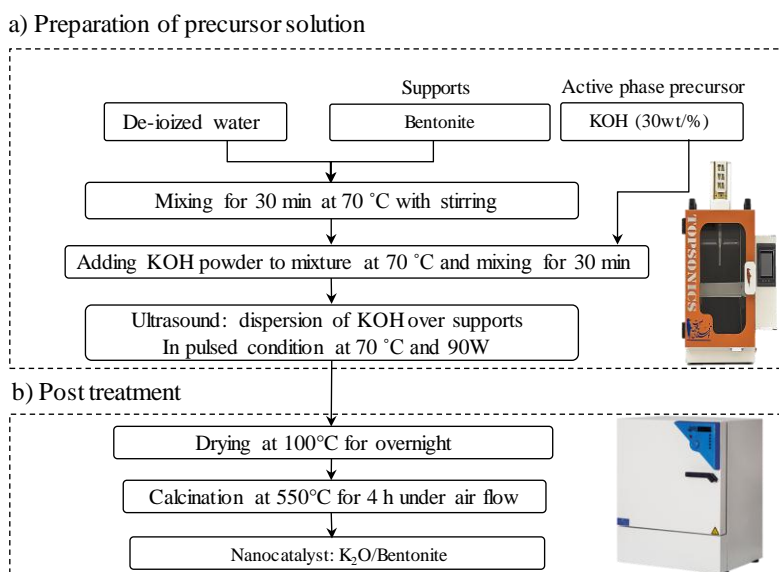 a) Preparation of precursor solution
Supports
Active phase precursor
De-ioized water
Bentonite
KOH (30wt/%)
Mixing for 30 min at 70 °C with stirring
Adding KOH powder to mixture at 70 °C and mixing for 30 min
Ultrasound: dispersion of KOH over supports
In pulsed condition at 70 °C and 90W
TOPSONICS
b) Post treatment
Drying at 100°C for overnight
Calcination at 550°C for 4 h under air flow
Nanocatalyst: K₂O/Bentonite